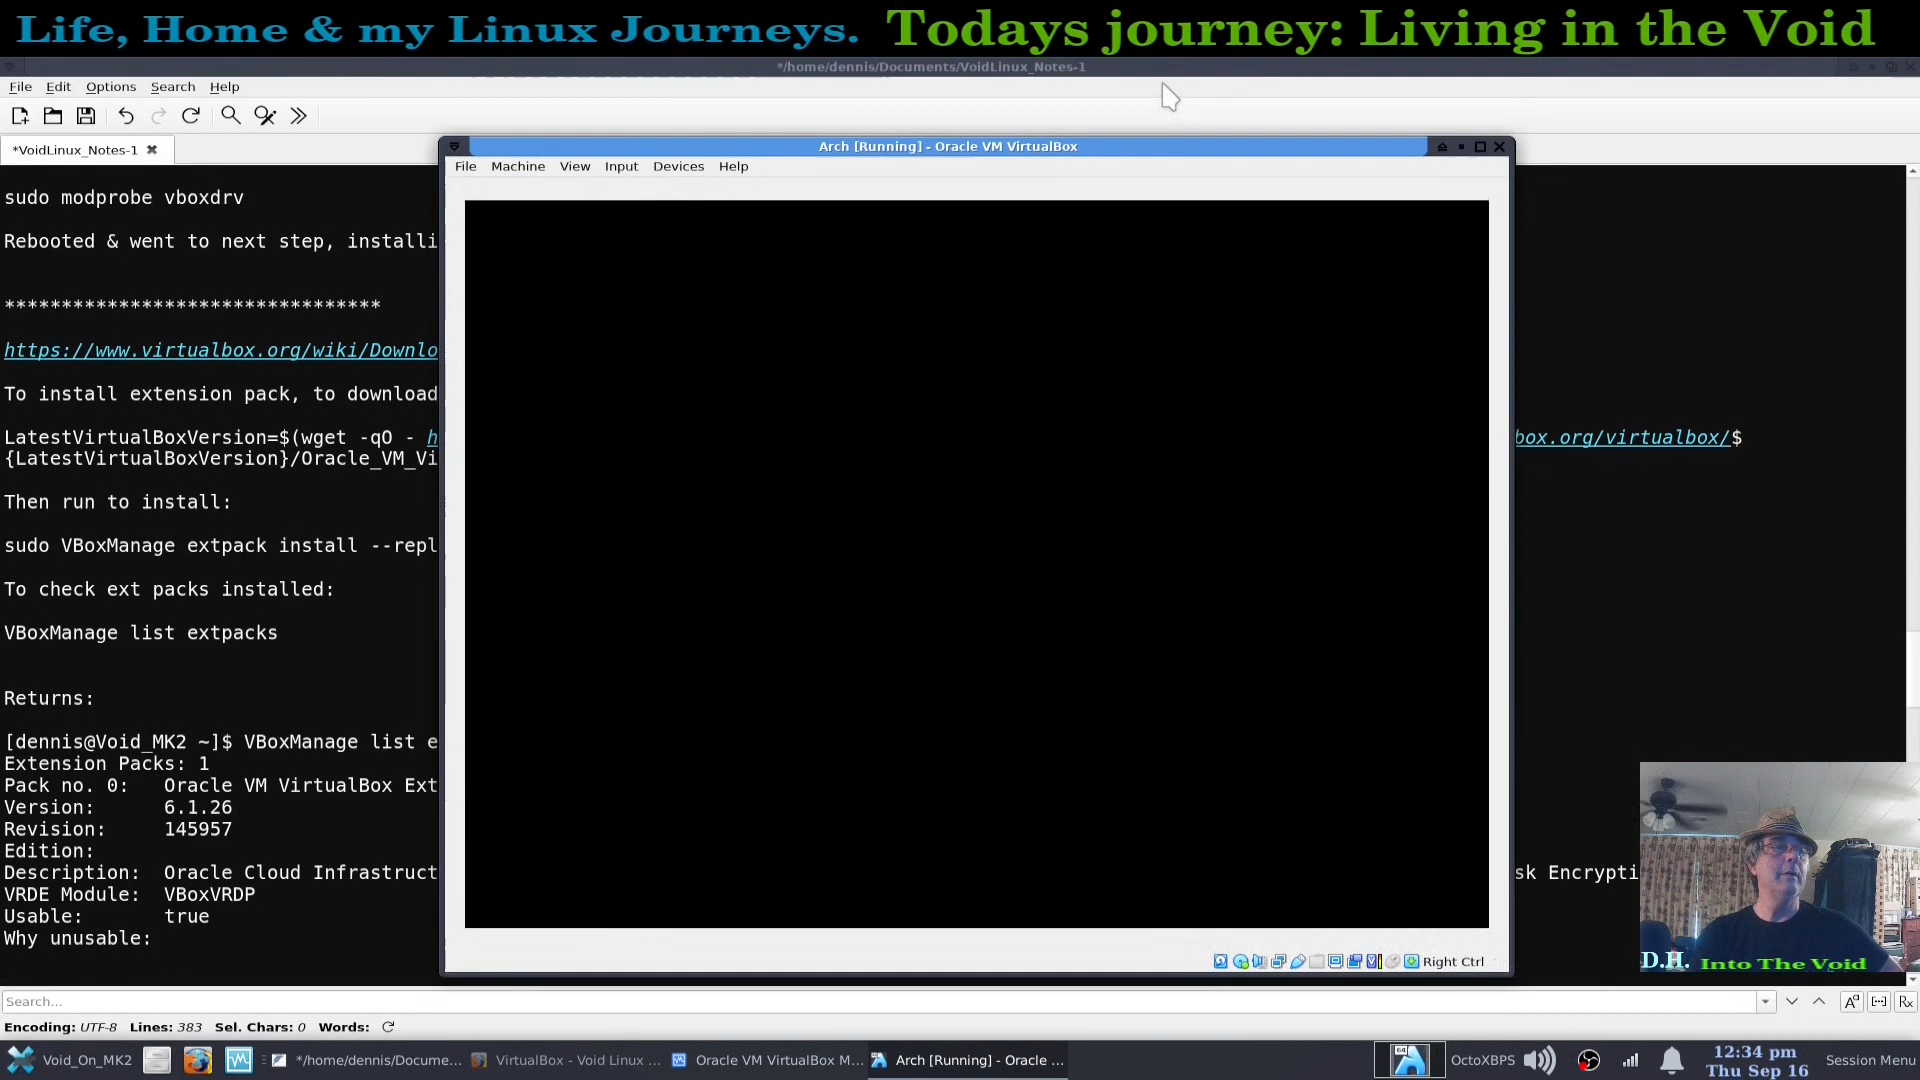 Life, Home & my Linux Journeys. Todays journey: Living in the Void
*/home/dennis/Documents/VoidLinux_Notes-1
File Edit Options Search Help
*VoidLinux_Notes-1
Arch [Running] - Oracle VM VirtualBox
File Machine View Input Devices Help
sudo modprobe vboxdrv
Rebooted & went to next step, installi
*********************************
https://www.virtualbox.org/wiki/Downlo
To install extension pack, to download
LatestVirtualBoxVersion=$(wget -qO - h box.org/virtualbox/$
{LatestVirtualBoxVersion}/Oracle_VM_Vi
Then run to install:
sudo VBoxManage extpack install --repl
To check ext packs installed:
VBoxManage list extpacks
Returns:
[dennis@Void_MK2 ~]$ VBoxManage list e
Extension Packs: 1
Pack no. 0: Oracle VM VirtualBox Ext
Version: 6.1.26
Revision: 145957
Edition:
Description: Oracle Cloud Infrastruct sk Encrypti
VRDE Module: VBoxVRDP
Usable: true
Why unusable:
Right Ctrl
D.H. Into The Void
Search...
Encoding: UTF-8 Lines: 383 Sel. Chars: 0 Words:
Void_On_MK2 */home/dennis/Docume... VirtualBox - Void Linux ... Oracle VM VirtualBox M... Arch [Running] - Oracle ... OctoXBPS 12:34 pm Session Menu
Thu Sep 16